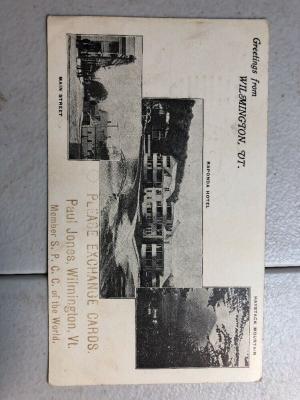 Greetings from
WILMINGTON, VT.
MAIN STREET
RAPONDA HOTEL
HAYSTACK MOUNTAIN
PLEASE EXCHANGE CARDS.
Paul Jones, Wilmington, Vt.
Member S. P. C. C. of the World.